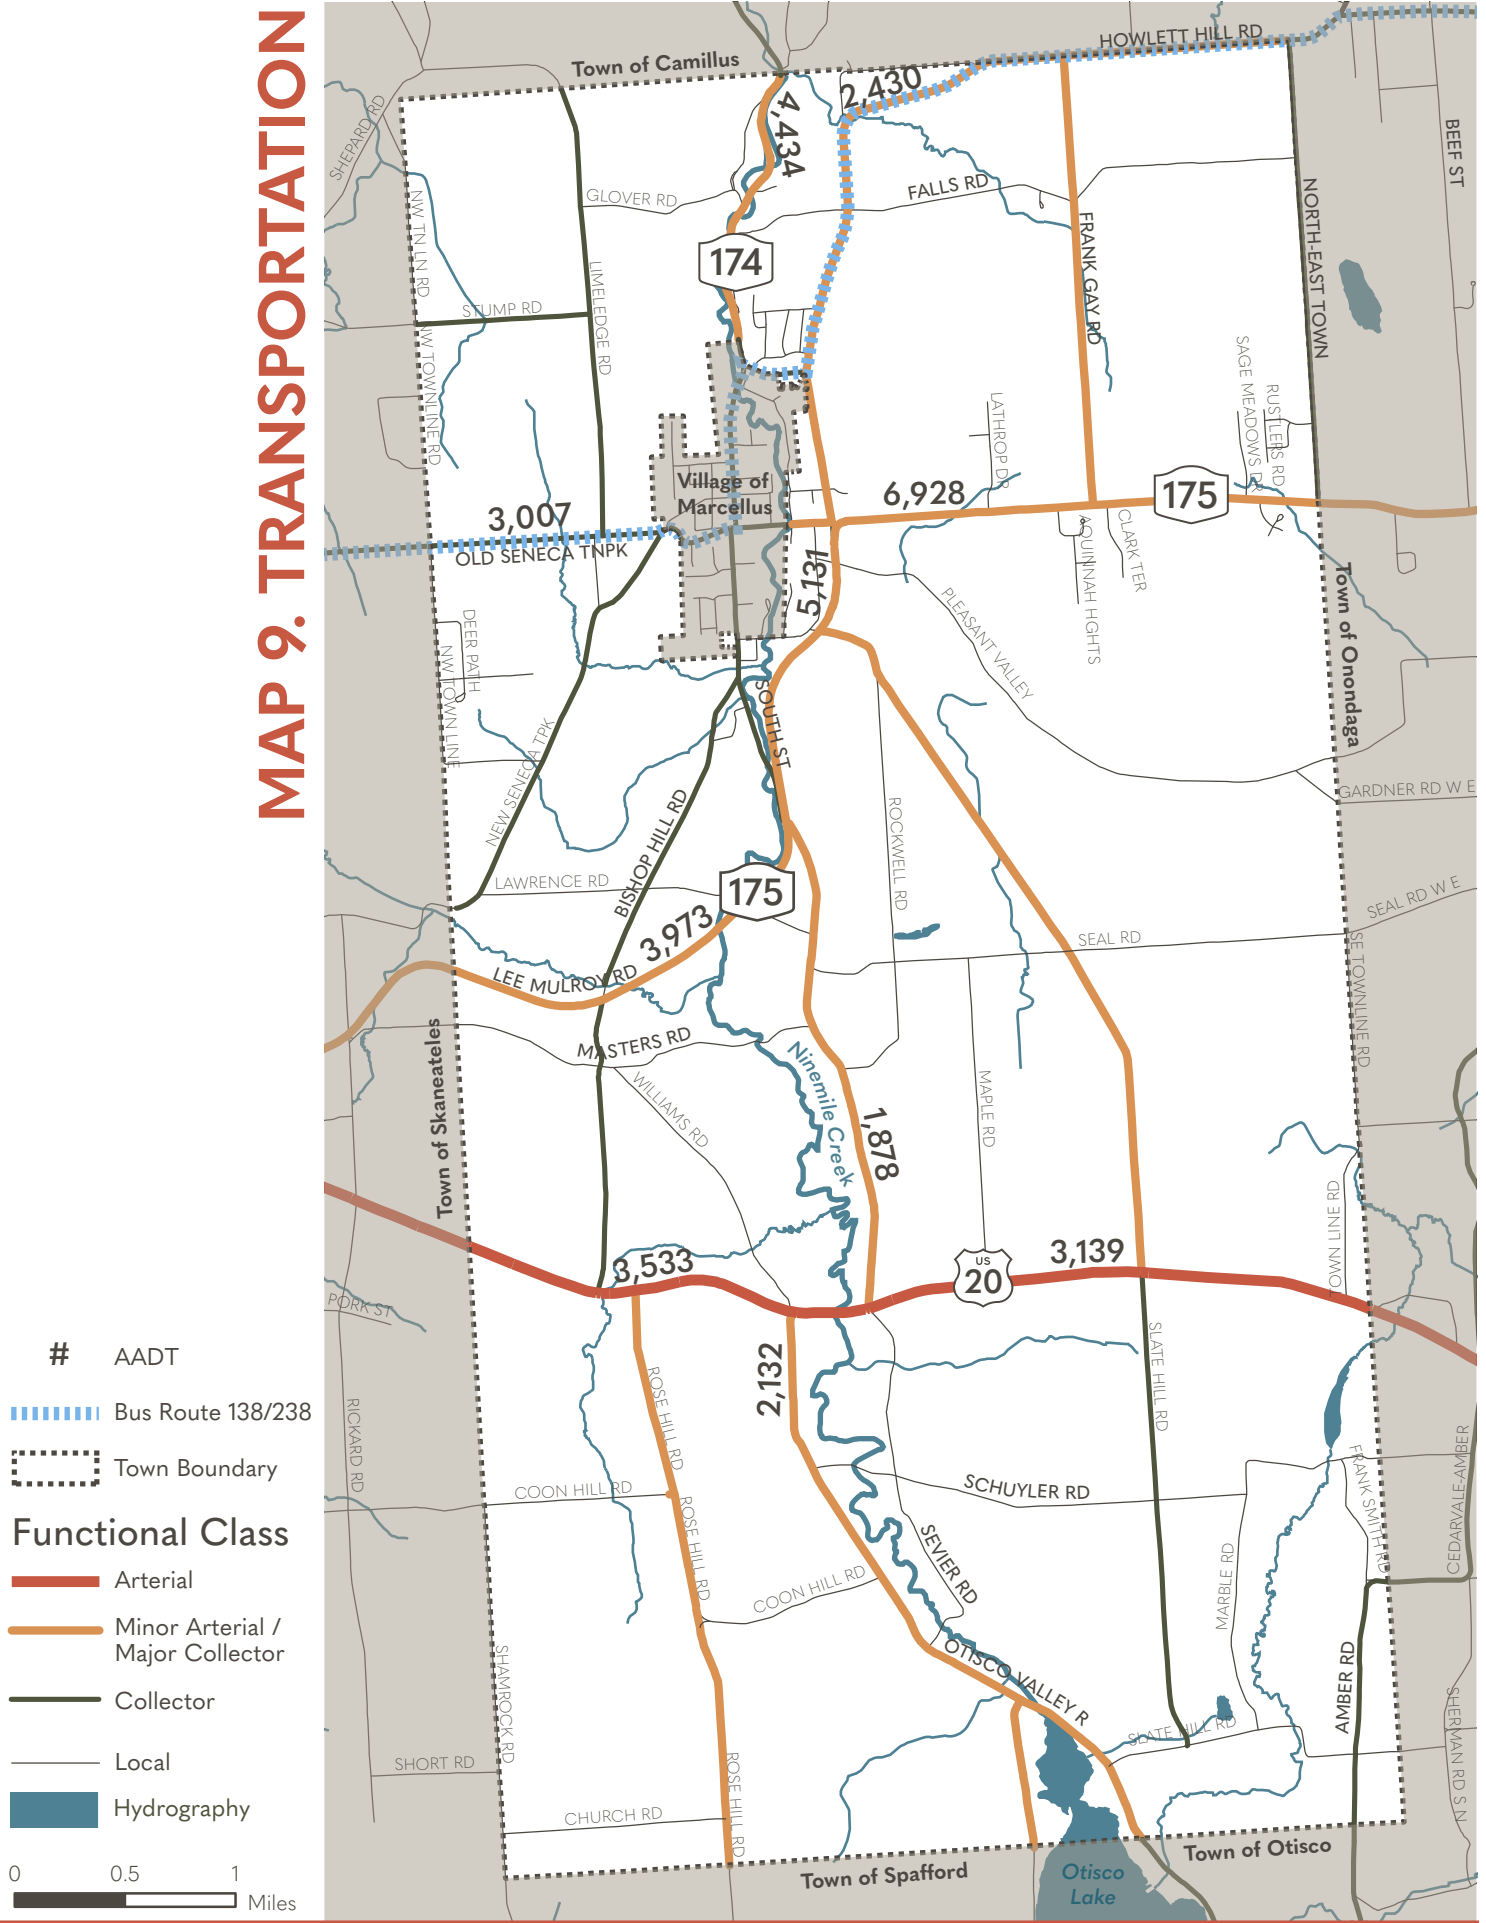 MAP 9. TRANSPORTATION
Town of Camillus
HOWLETT HILL RD
2,430
4,434
SHEPARD RD
BEEF ST
GLOVER RD
FALLS RD
NW TN LN RD
NORTH-EAST TOWN
174
FRANK GAY RD
LIMELEDGE RD
STUMP RD
NW TOWNLINE RD
SAGE MEADOWS DR
RUSTLERS RD
LATHROP DR
Village of
Marcellus
6,928
175
3,007
OLD SENECA TNPK
AQUINNAH HGHTS
CLARK TER
5,131
PLEASANT VALLEY
Town of Onondaga
DEER PATH
NW TOWN LINE
SOUTH ST
NEW SENECA TPK
GARDNER RD W E
BISHOP HILL RD
ROCKWELL RD
LAWRENCE RD
175
SEAL RD W E
3,973
SEAL RD
LEE MULROY RD
SE TOWNLINE RD
Town of Skaneateles
MASTERS RD
Ninemile Creek
WILLIAMS RD
MAPLE RD
1,878
TOWN LINE RD
3,533
US
20
3,139
PORK ST
SLATE HILL RD
2,132
ROSE HILL RD
RICKARD RD
COON HILL RD
SCHUYLER RD
FRANK SMITH RD
CEDARVALE-AMBER
ROSE HILL RD
SEVIER RD
COON HILL RD
MARBLE RD
OTISCO VALLEY R
SHAMROCK RD
AMBER RD
SHERMAN RD S N
SLATE HILL RD
SHORT RD
ROSE HILL RD
CHURCH RD
Town of Spafford
Town of Otisco
Otisco
Lake
# AADT
Bus Route 138/238
Town Boundary
Functional Class
Arterial
Minor Arterial /
Major Collector
Collector
Local
Hydrography
0 0.5 1
Miles